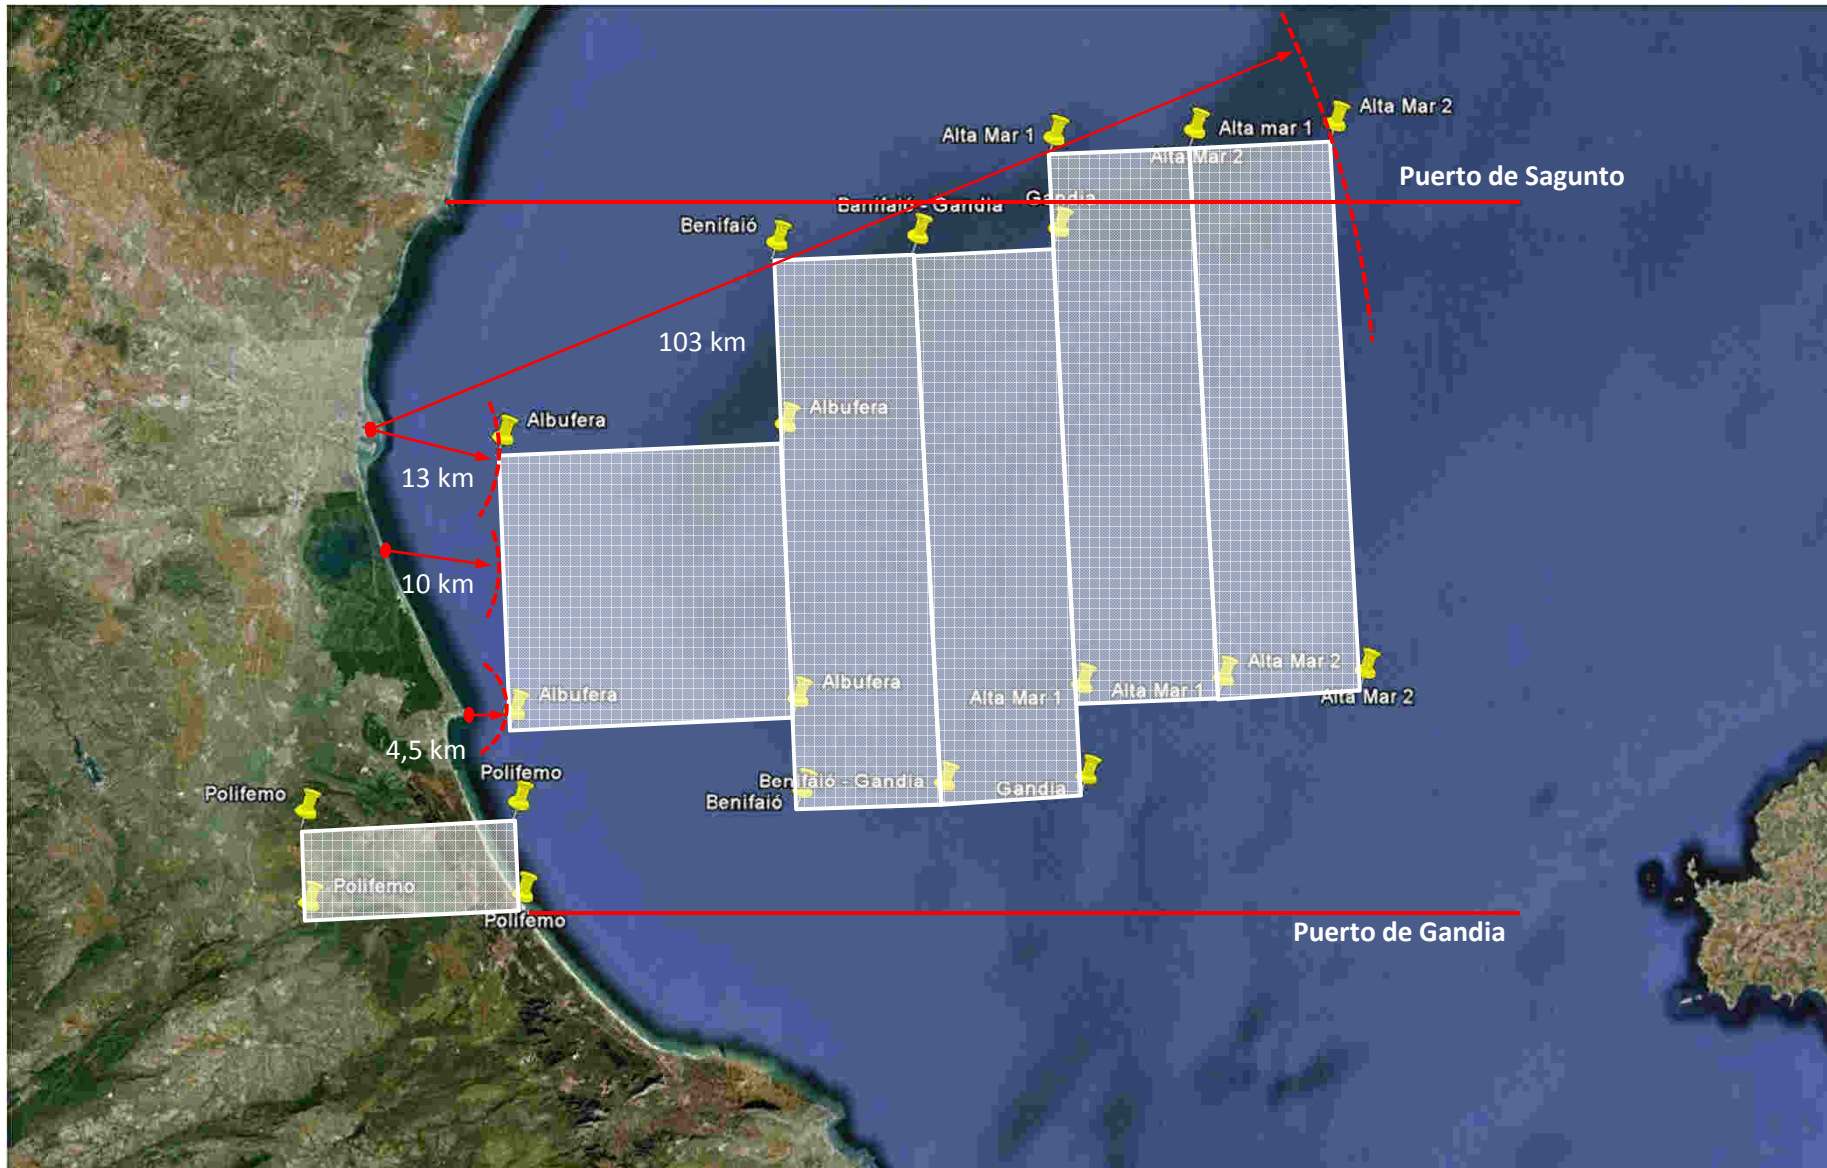 Alta Mar 2
Alta Mar 1
Alta mar 1
Alta Mar 2
Puerto de Sagunto
Gandia
Banifaió - Gandia
Benifaió
103 km
Albufera
Albufera
13 km
10 km
Albufera
Albufera
Alta Mar 1
Alta Mar 1
Alta Mar 2
Alta Mar 2
4,5 km
Polifemo
Polifemo
Benifaió - Gandia
Gandia
Benifaió
Polifemo
Polifemo
Puerto de Gandia